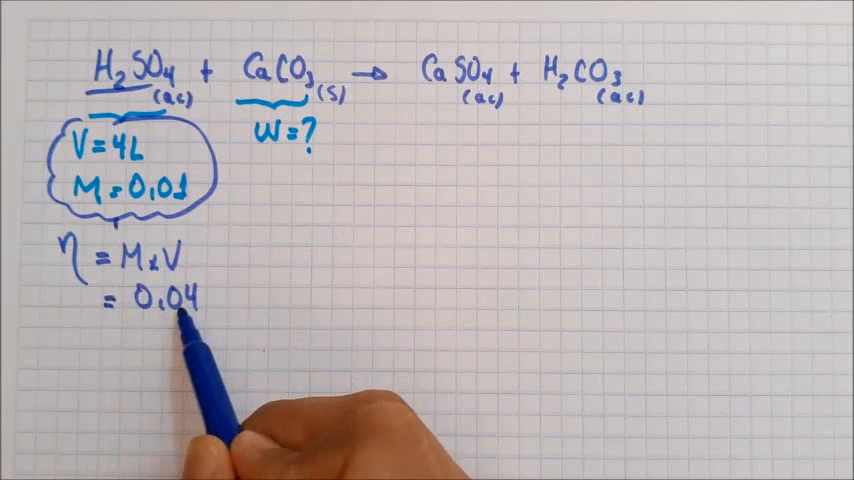 H₂SO₄(ac) + CaCO₃(s) → CaSO₄(ac) + H₂CO₃(ac)
V = 4L
W = ?
M = 0,01
η = M x V
= 0,04